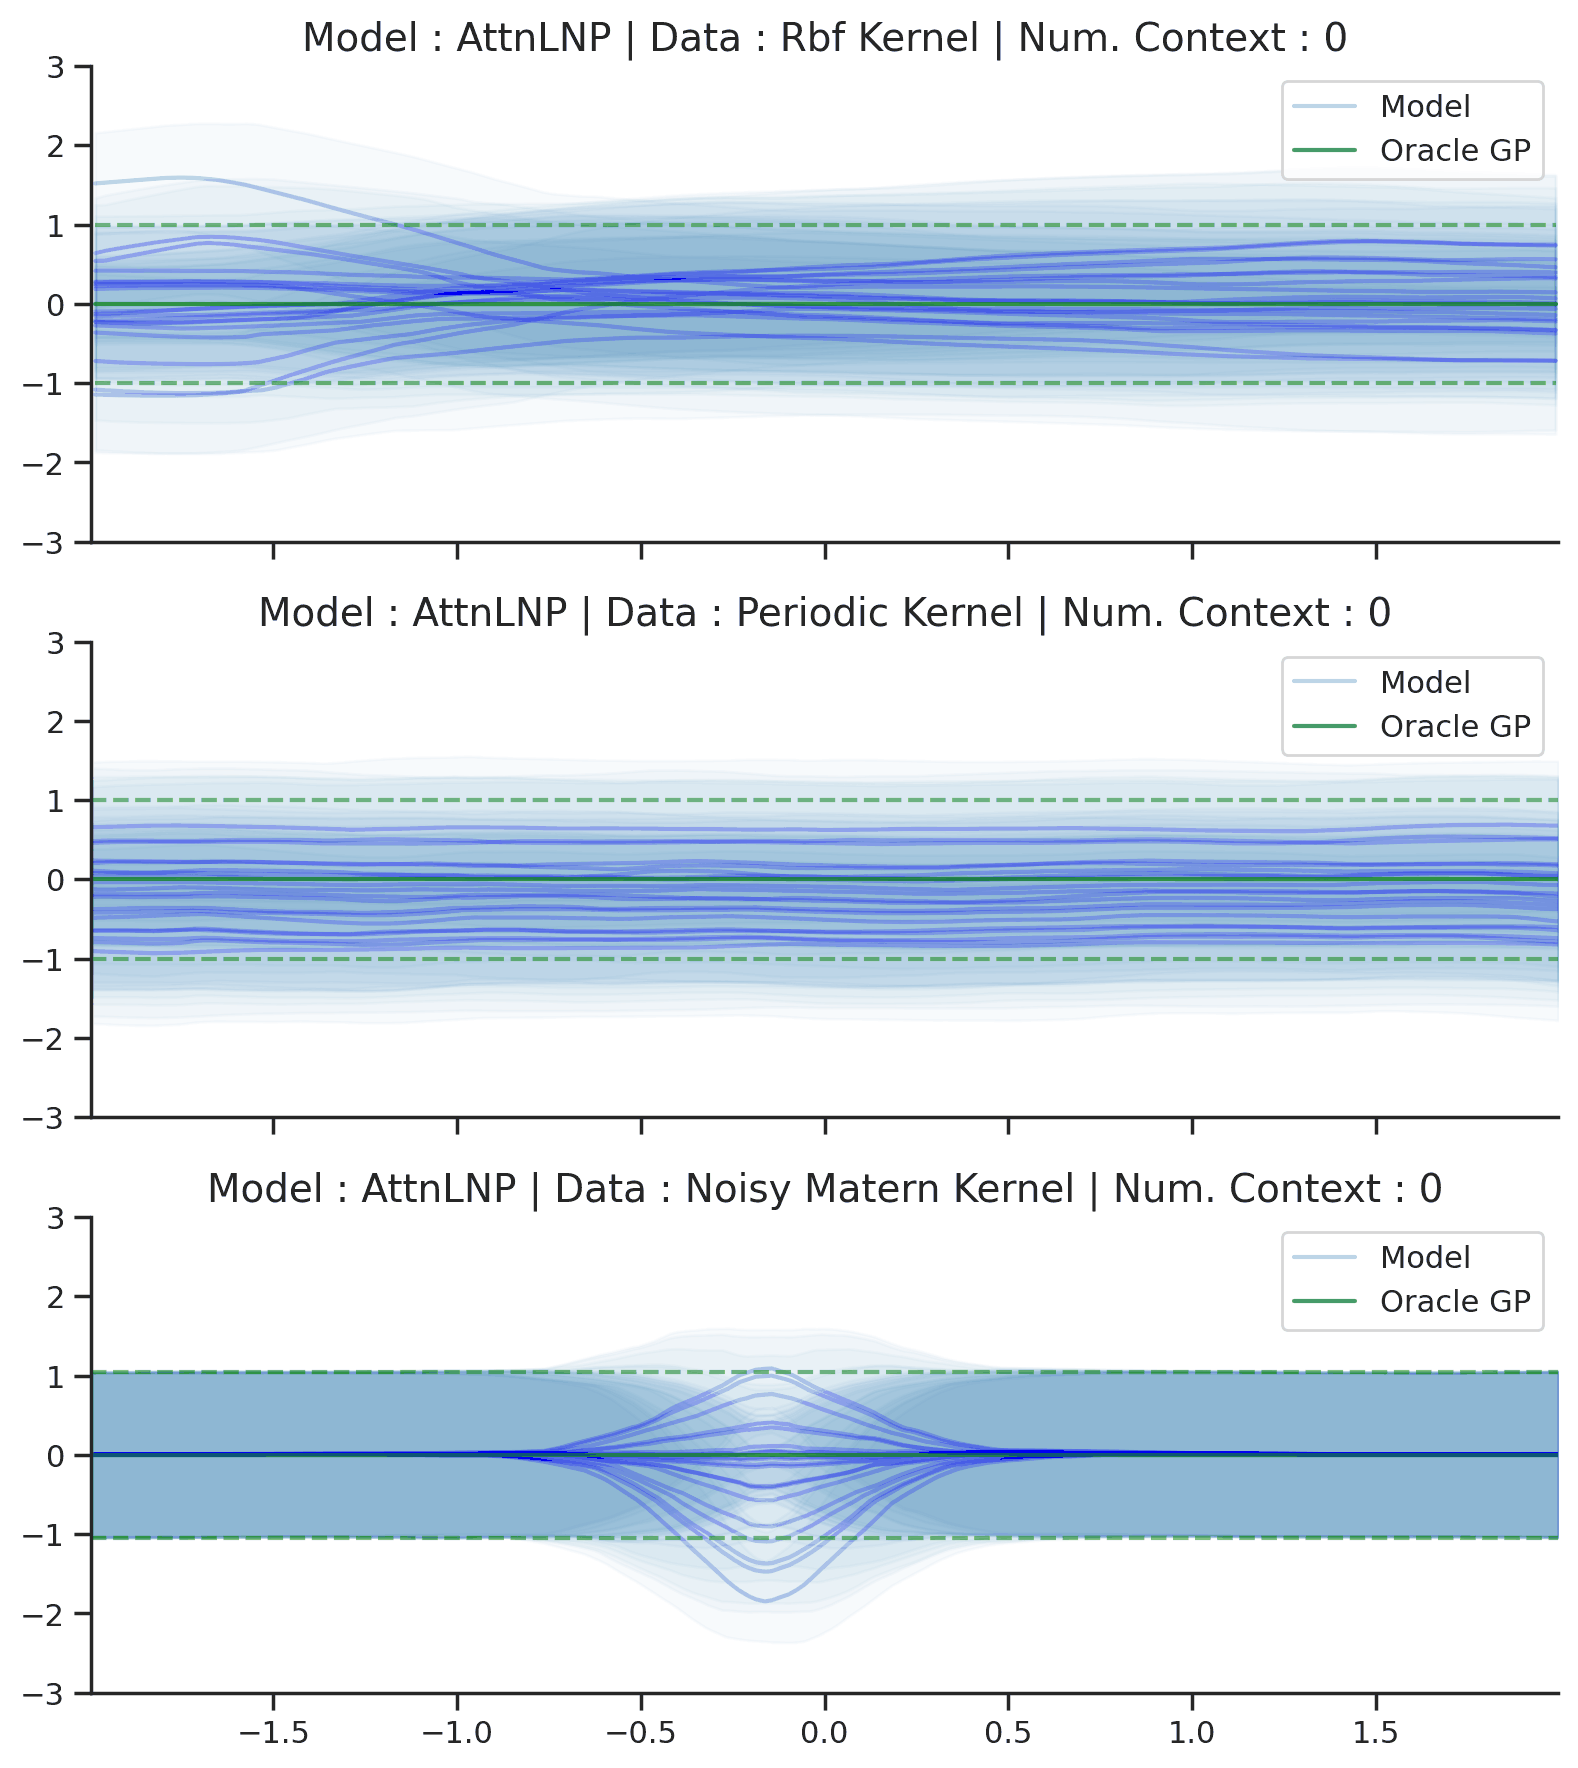 Model : AttnLNP | Data : Rbf Kernel | Num. Context : 0
3
2
1
0
−1
−2
−3
Model
Oracle GP
Model : AttnLNP | Data : Periodic Kernel | Num. Context : 0
3
2
1
0
−1
−2
−3
Model
Oracle GP
Model : AttnLNP | Data : Noisy Matern Kernel | Num. Context : 0
3
2
1
0
−1
−2
−3
Model
Oracle GP
−1.5 −1.0 −0.5 0.0 0.5 1.0 1.5